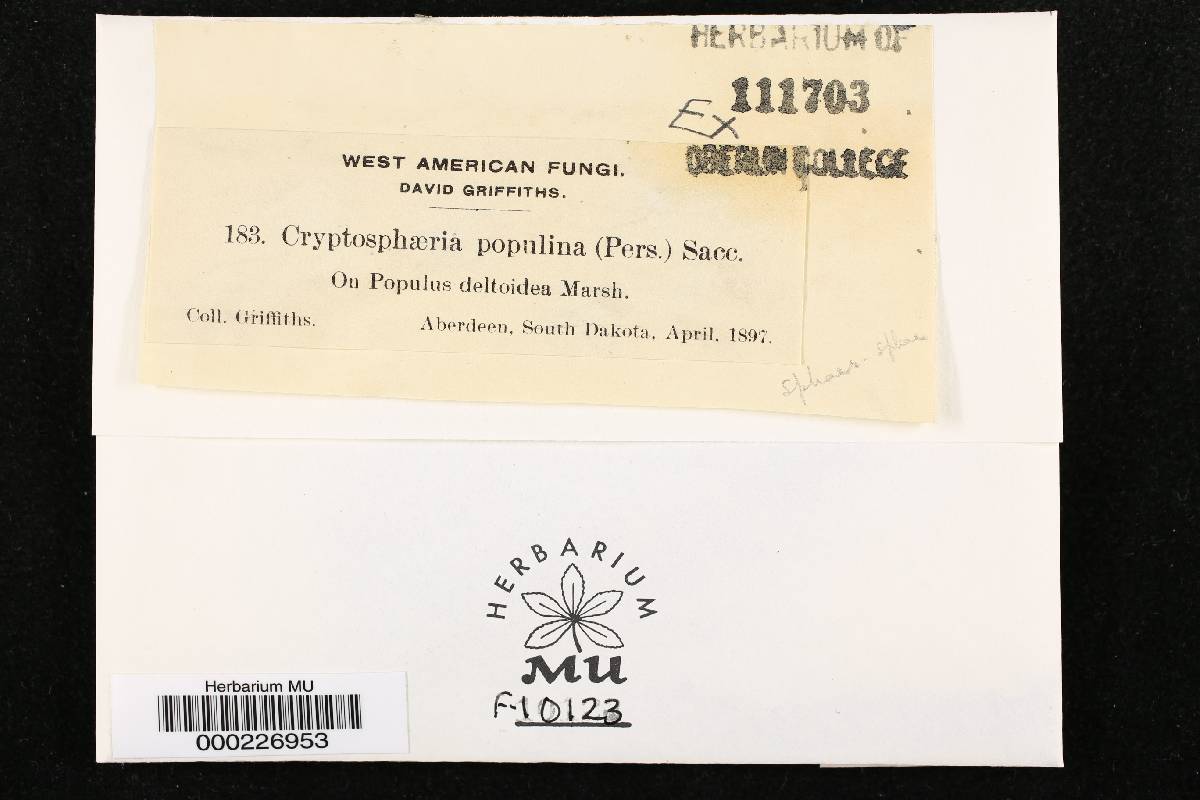 HERBARIUM OF
111703
Ex
OBERLIN COLLEGE
WEST AMERICAN FUNGI.
DAVID GRIFFITHS.
183. Cryptosphæria populina (Pers.) Sacc.
On Populus deltoidea Marsh.
Coll. Griffiths. Aberdeen, South Dakota, April, 1897.
HERBARIUM
MU
F-10123
Herbarium MU
000226953